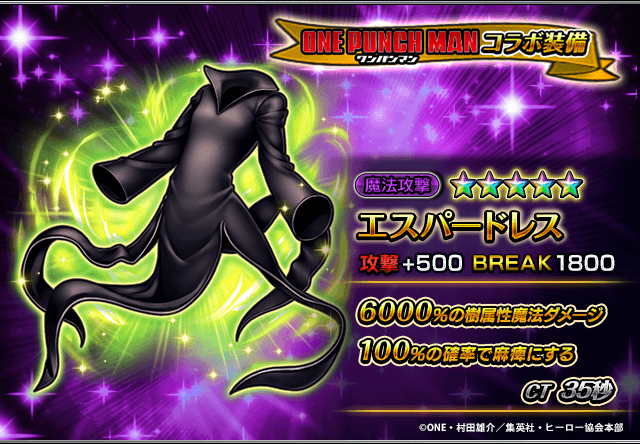 ONE PUNCH MAN コラボ装備
ワンパンマン
魔法攻撃
エスパードレス
攻撃+500 BREAK 1800
6000%の樹属性魔法ダメージ
100%の確率で麻痺にする
CT 35秒
©ONE・村田雄介／集英社・ヒーロー協会本部